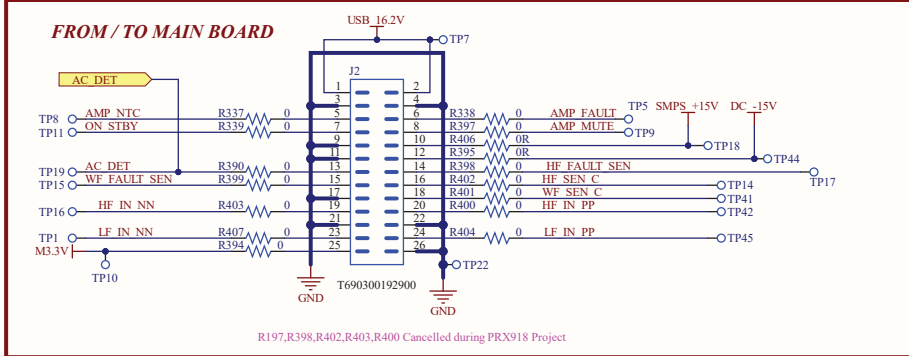 FROM / TO MAIN BOARD
USB_16.2V
TP7
AC_DET
J2
1 2
3 4
TP8 AMP_NTC R337 0 5 6 R338 0 AMP_FAULT TP5 SMPS_+15V DC_-15V
TP11 ON_STBY R339 0 7 8 R397 0 AMP_MUTE TP9
9 10 R406 0R TP18
11 12 R395 0R TP44
TP19 AC_DET R390 0 13 14 R398 0 HF_FAULT_SEN TP17
TP15 WF_FAULT_SEN R399 0 15 16 R402 0 HF_SEN_C TP14
17 18 R401 0 WF_SEN_C TP41
TP16 HF_IN_NN R403 0 19 20 R400 0 HF_IN_PP TP42
21 22
TP1 LF_IN_NN R407 0 23 24 R404 0 LF_IN_PP TP45
M3.3V R394 0 25 26
TP10 TP22
GND T690300192900 GND
R197,R398,R402,R403,R400 Cancelled during PRX918 Project